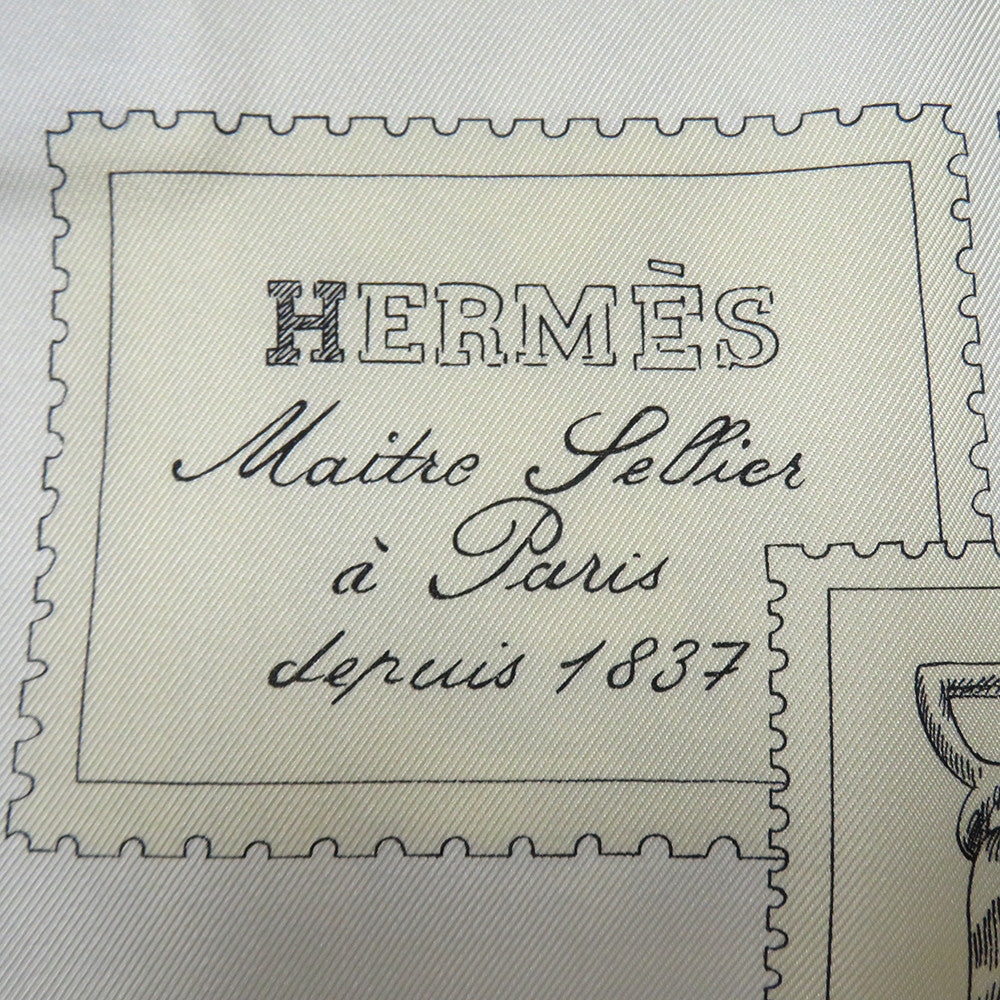 HERMÈS
Maitre Sellier
à Paris
depuis 1837